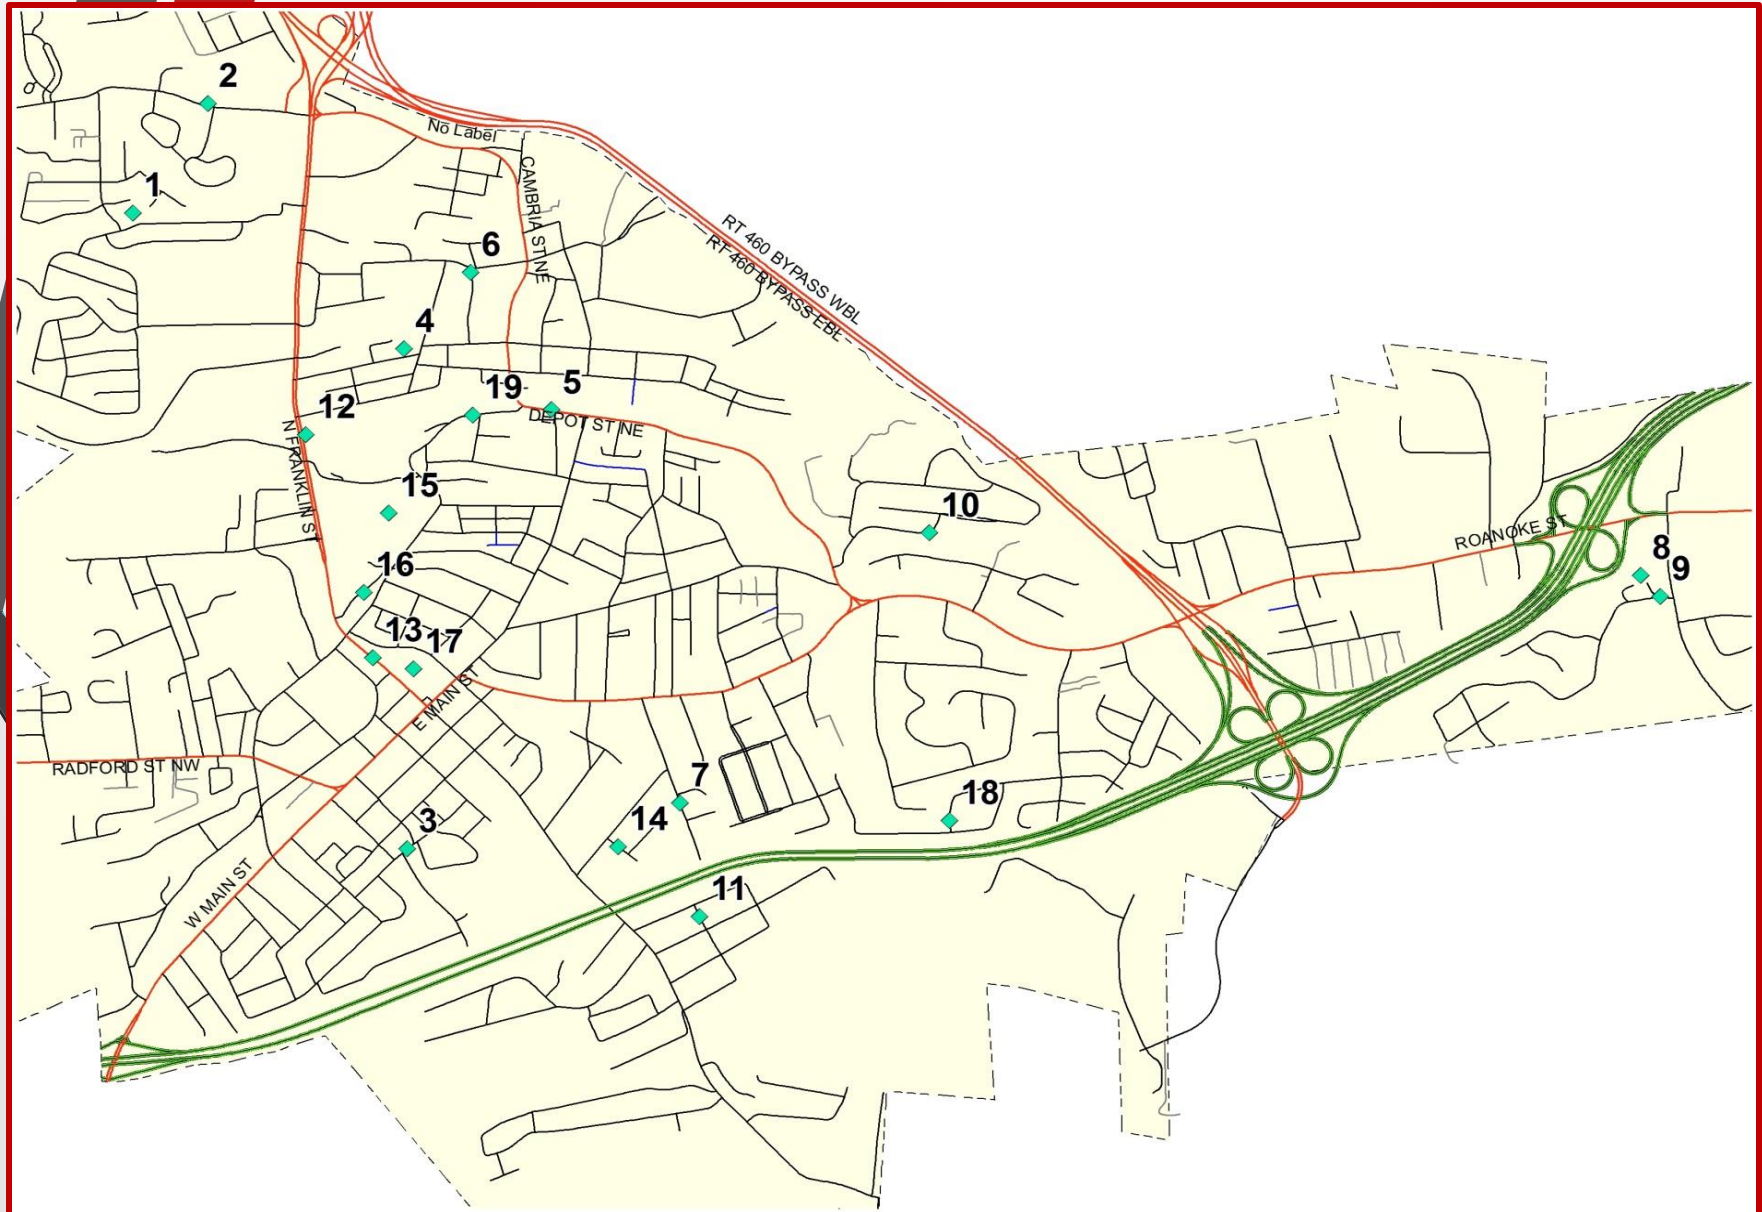 2
No Label
CAMBRIA ST NE
1
RT 460 BYPASS WBL
RT 460 BYPASS EBL
6
4
19
5
12
DEPOT ST NE
N FRANKLIN ST
15
10
ROANOKE ST
8
9
16
13
17
E MAIN ST
RADFORD ST NW
7
18
14
3
W MAIN ST
11